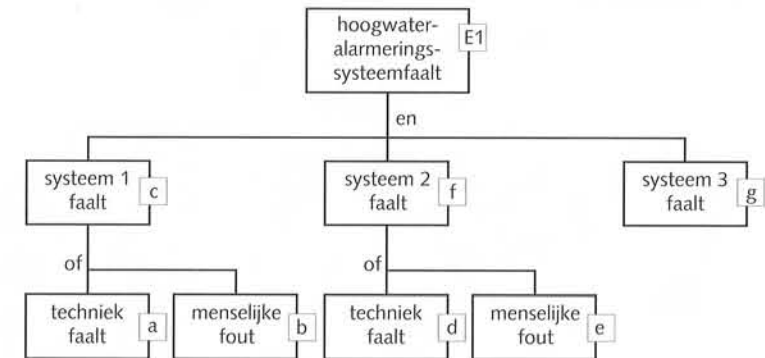 hoogwater-
alarmerings-
systeemfaalt
E1
en
systeem 1
faalt
c
systeem 2
faalt
f
systeem 3
faalt
g
of
of
techniek
faalt
a
menselijke
fout
b
techniek
faalt
d
menselijke
fout
e